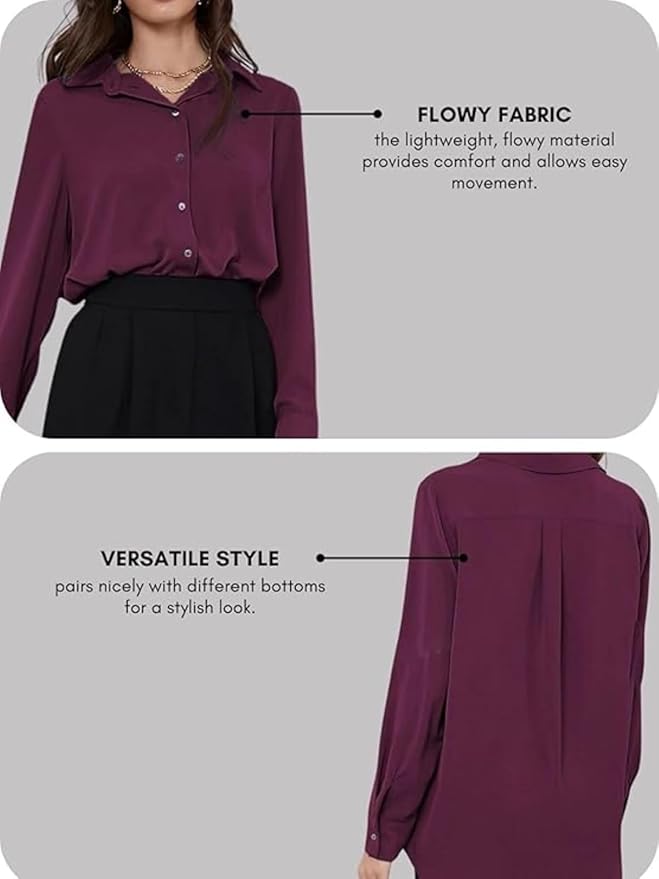 FLOWY FABRIC
the lightweight, flowy material
provides comfort and allows easy
movement.
VERSATILE STYLE
pairs nicely with different bottoms
for a stylish look.